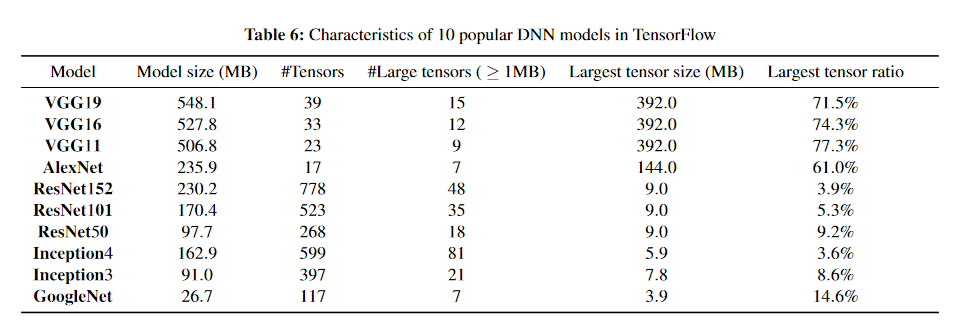 Table 6: Characteristics of 10 popular DNN models in TensorFlow
Model Model size (MB) #Tensors #Large tensors ( ≥ 1MB) Largest tensor size (MB) Largest tensor ratio
VGG19 548.1 39 15 392.0 71.5%
VGG16 527.8 33 12 392.0 74.3%
VGG11 506.8 23 9 392.0 77.3%
AlexNet 235.9 17 7 144.0 61.0%
ResNet152 230.2 778 48 9.0 3.9%
ResNet101 170.4 523 35 9.0 5.3%
ResNet50 97.7 268 18 9.0 9.2%
Inception4 162.9 599 81 5.9 3.6%
Inception3 91.0 397 21 7.8 8.6%
GoogleNet 26.7 117 7 3.9 14.6%